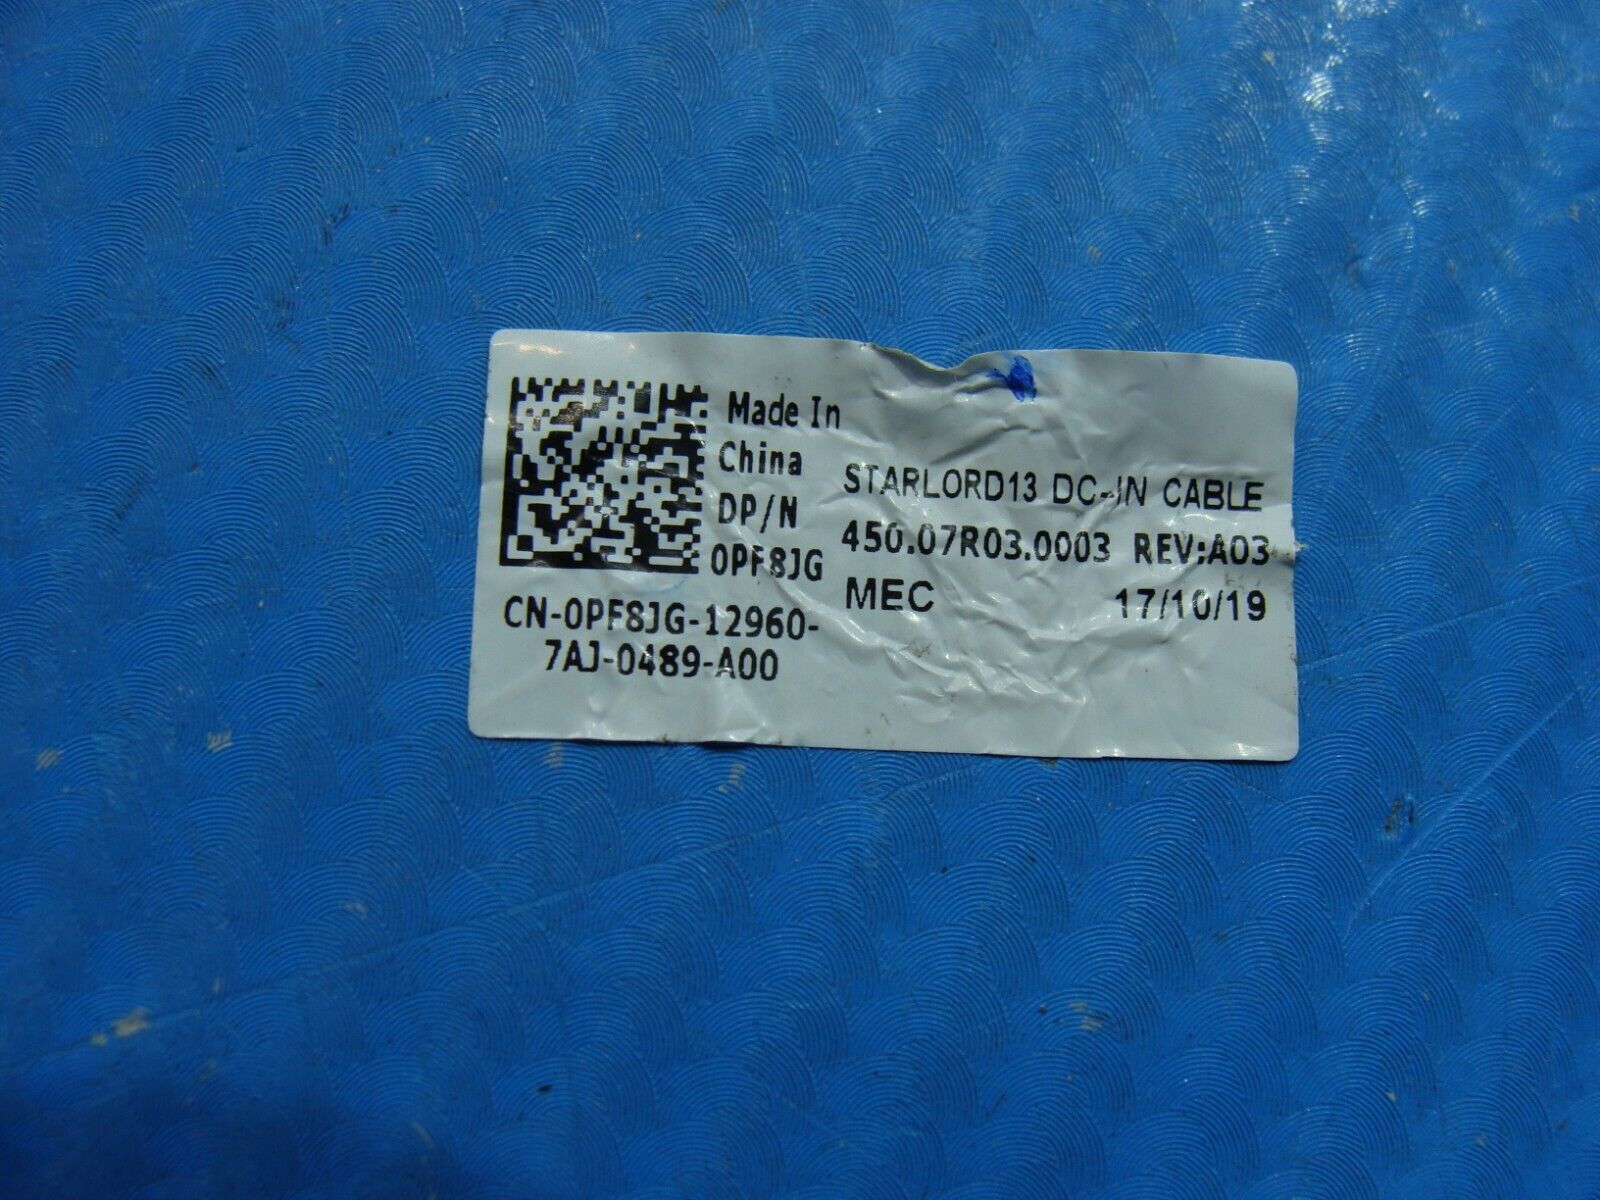 Made In
China
DP/N
0PF8JG
CN-0PF8JG-12960-
7AJ-0489-A00
STARLORD13 DC-IN CABLE
450.07R03.0003 REV:A03
MEC 17/10/19